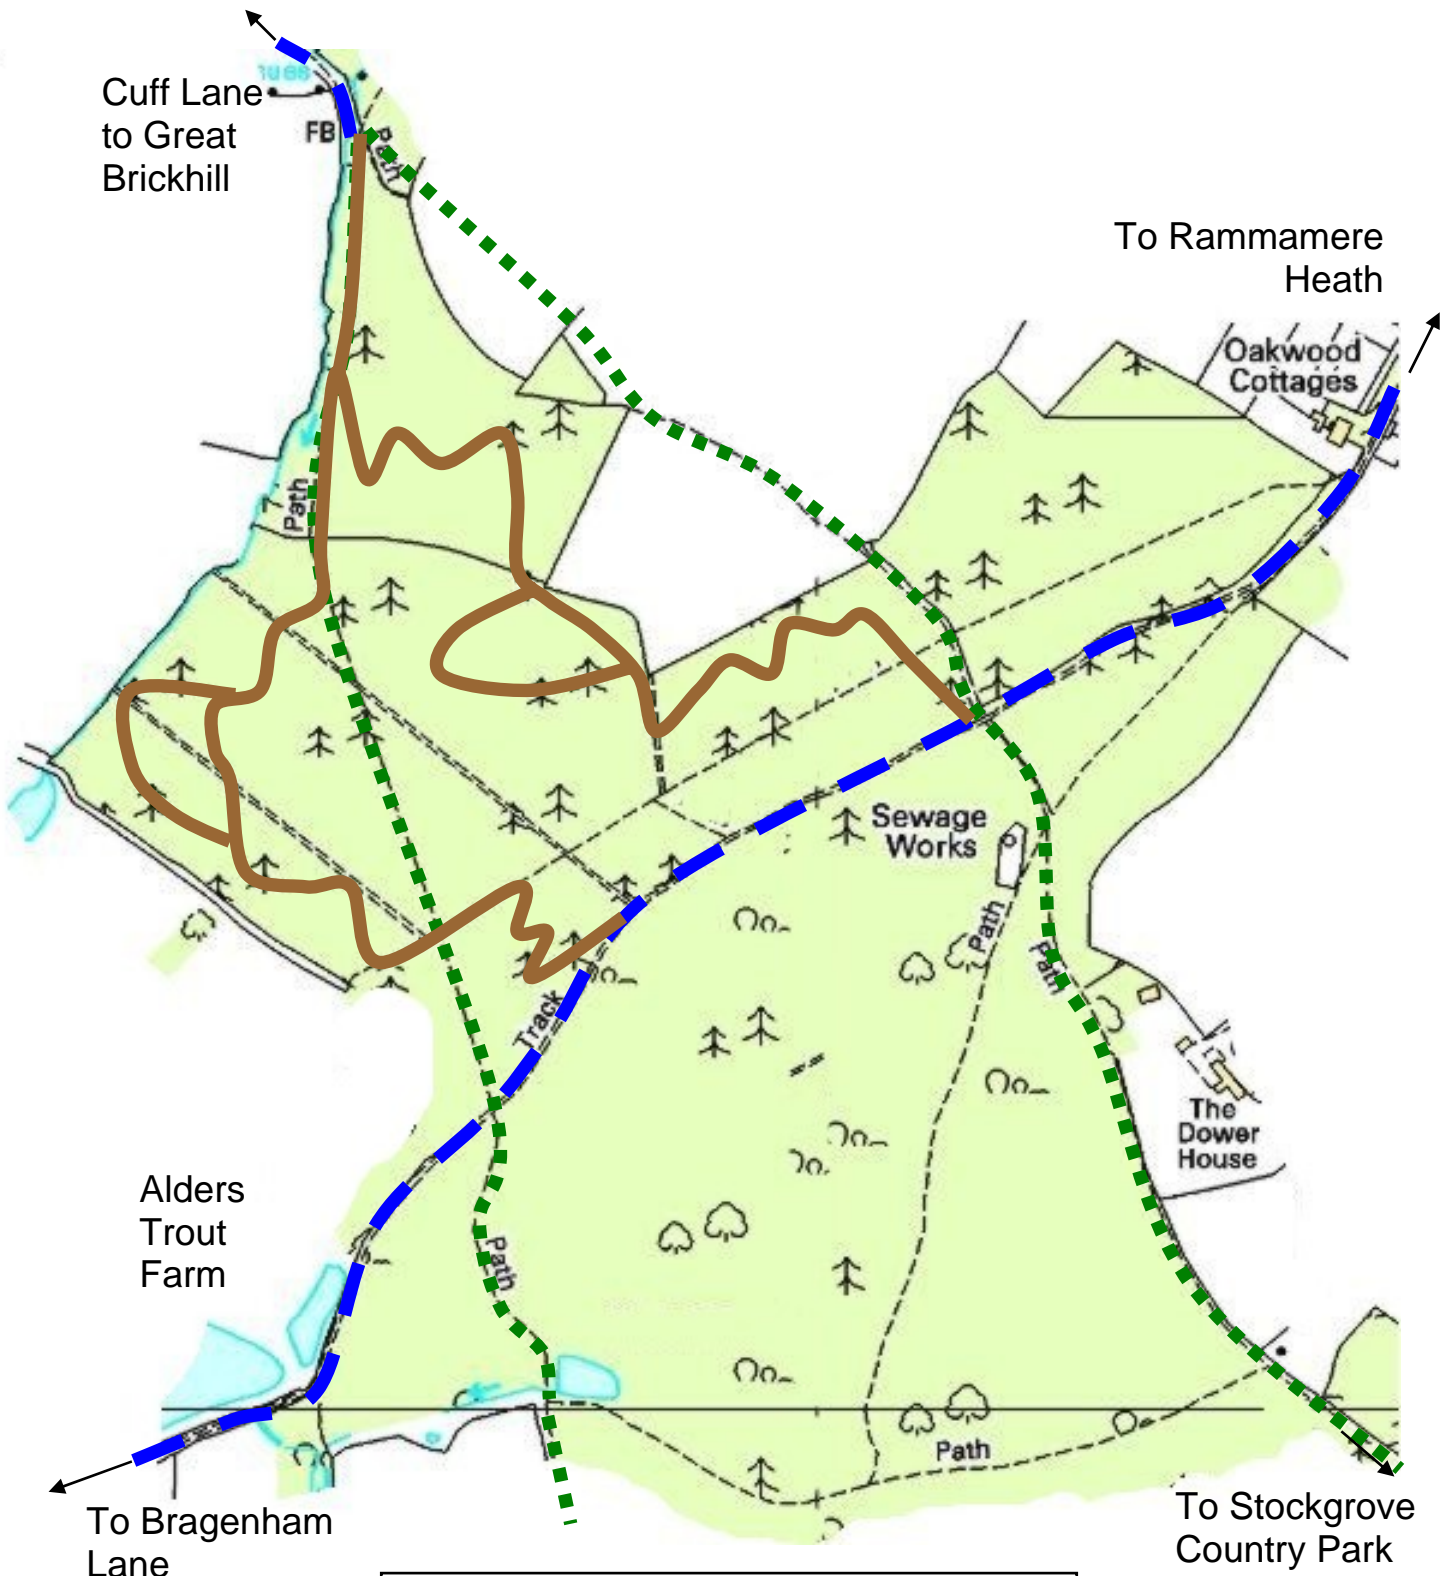 Cuff Lane
to Great
Brickhill
FB
Path
To Rammamere
Heath
Oakwood
Cottages
Path
Sewage
Works
Path
Path
Track
The
Dower
House
Alders
Trout
Farm
Path
Path
To Bragenham
Lane
To Stockgrove
Country Park